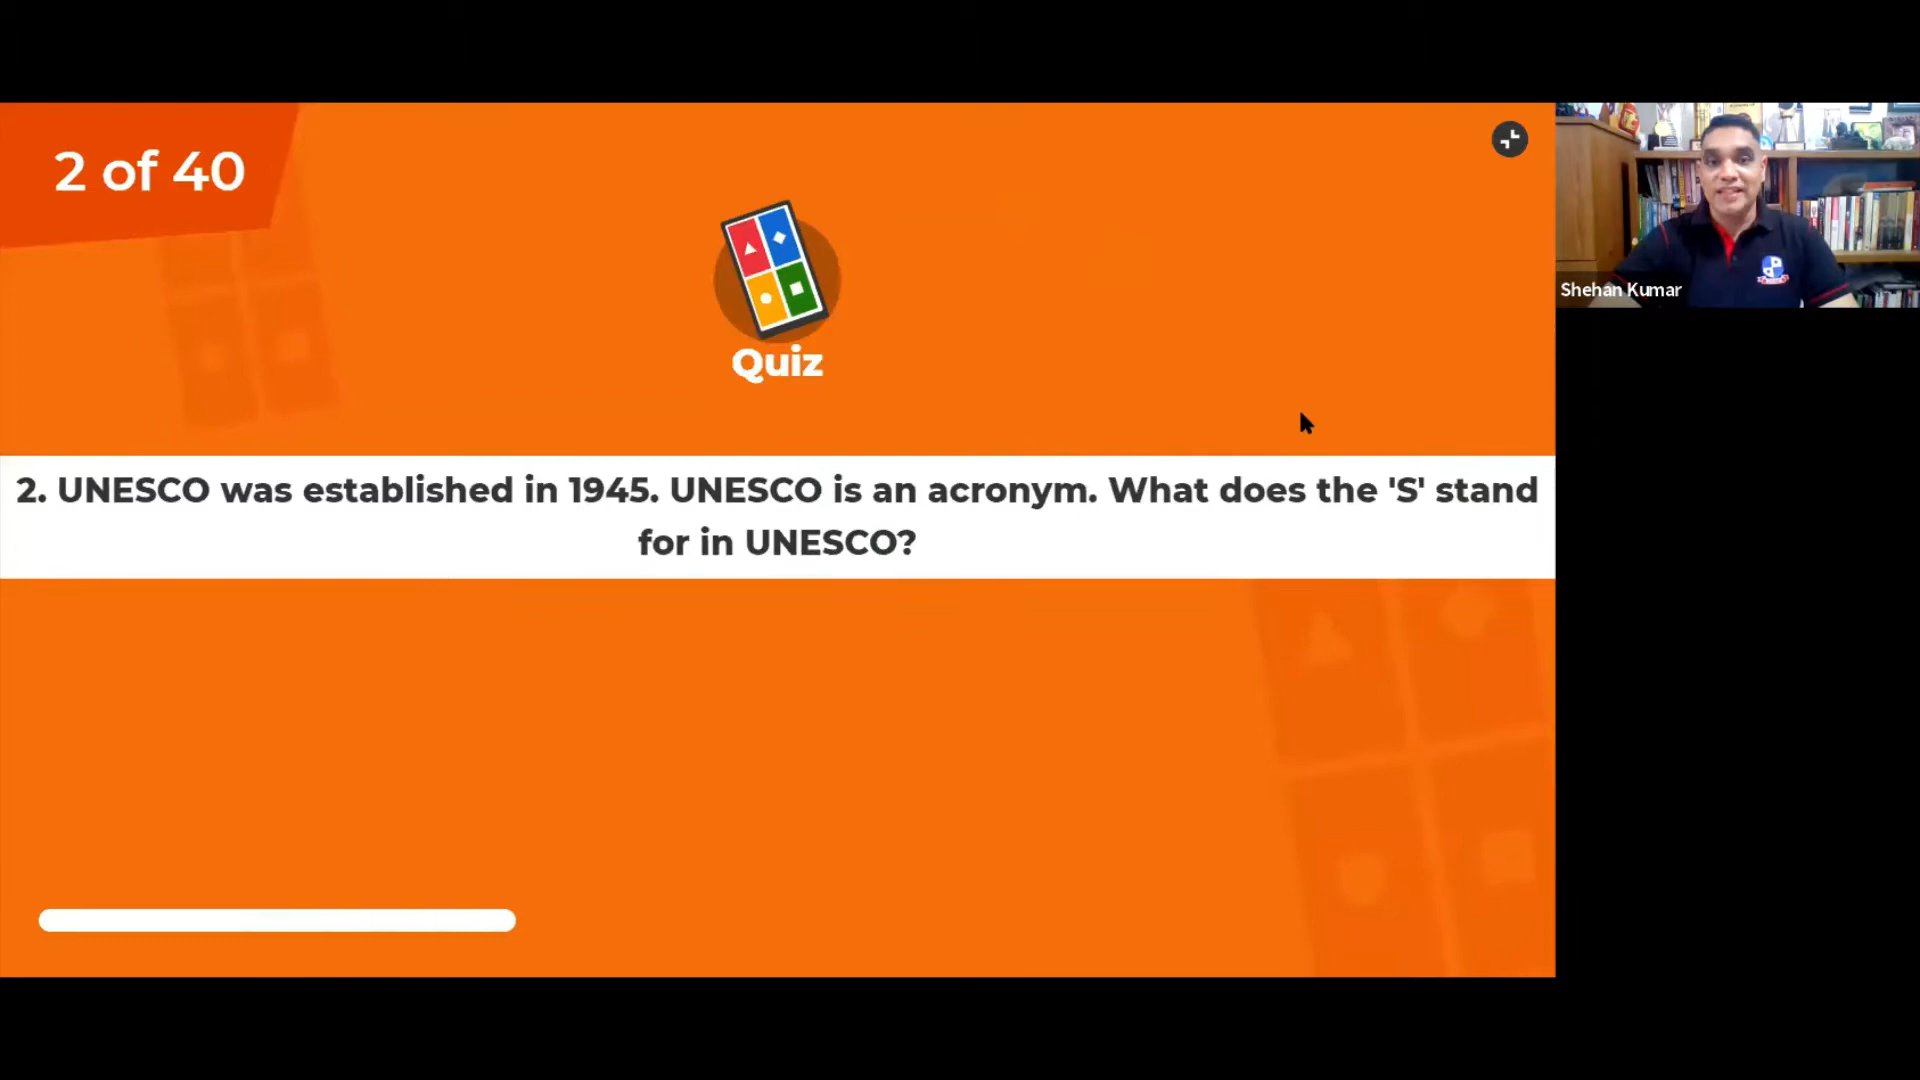 2 of 40
Quiz
2. UNESCO was established in 1945. UNESCO is an acronym. What does the 'S' stand
for in UNESCO?
Shehan Kumar